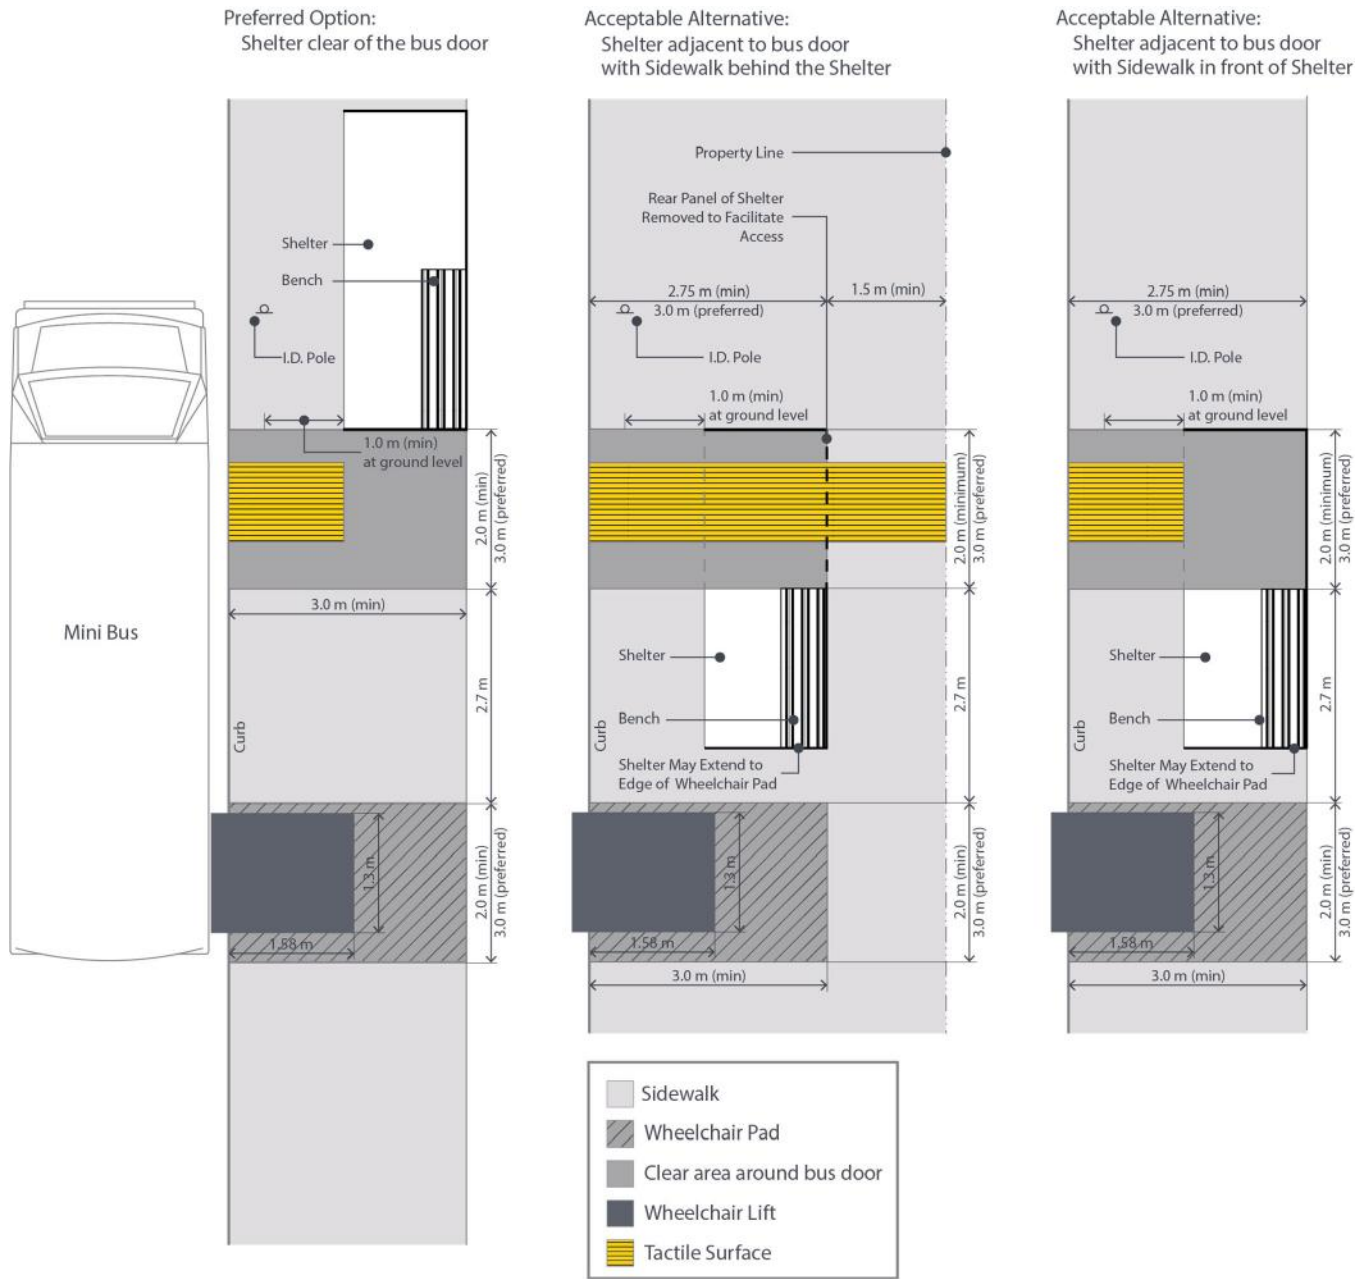 Preferred Option:
Shelter clear of the bus door
Shelter
Bench
I.D. Pole
1.0 m (min)
at ground level
2.0 m (min)
3.0 m (preferred)
3.0 m (min)
Mini Bus
2.7 m
Curb
1.3 m
1.58 m
2.0 m (min)
3.0 m (preferred)
Acceptable Alternative:
Shelter adjacent to bus door
with Sidewalk behind the Shelter
Property Line
Rear Panel of Shelter
Removed to Facilitate
Access
2.75 m (min)
3.0 m (preferred)
1.5 m (min)
I.D. Pole
1.0 m (min)
at ground level
2.0 m (minimum)
3.0 m (preferred)
Shelter
Bench
Curb
Shelter May Extend to
Edge of Wheelchair Pad
2.7 m
1.3 m
1.58 m
2.0 m (min)
3.0 m (preferred)
3.0 m (min)
Acceptable Alternative:
Shelter adjacent to bus door
with Sidewalk in front of Shelter
2.75 m (min)
3.0 m (preferred)
I.D. Pole
1.0 m (min)
at ground level
2.0 m (minimum)
3.0 m (preferred)
Shelter
Bench
Curb
Shelter May Extend to
Edge of Wheelchair Pad
2.7 m
1.3 m
1.58 m
2.0 m (min)
3.0 m (preferred)
3.0 m (min)
Sidewalk
Wheelchair Pad
Clear area around bus door
Wheelchair Lift
Tactile Surface